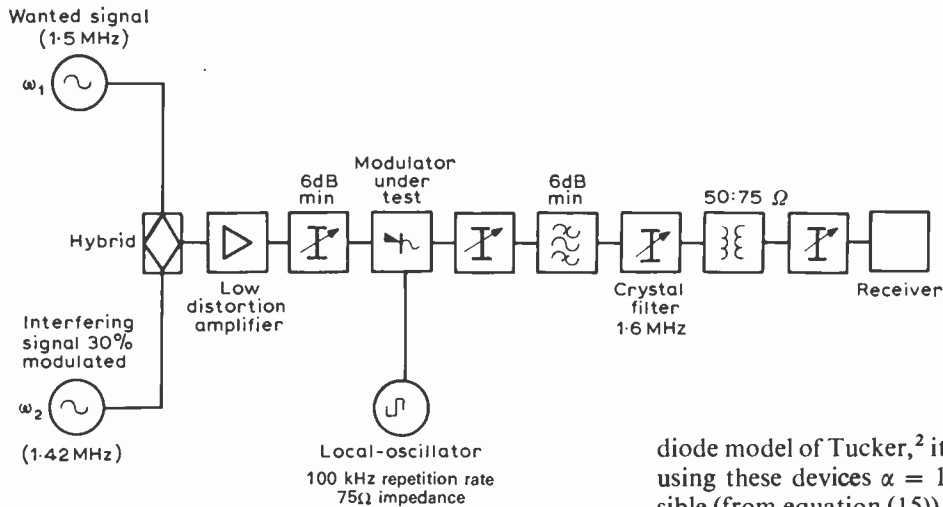 Wanted signal
(1·5 MHz)
ω1
Hybrid
Interfering
signal 30%
modulated
ω2
(1·42 MHz)
Low
distortion
amplifier
6dB
min
Modulator
under
test
Local-oscillator
100 kHz repetition rate
75Ω impedance
6dB
min
Crystal
filter
1.6 MHz
50:75 Ω
Receiver
diode model of Tucker,² it
using these devices α = 1
sible (from equation (15))